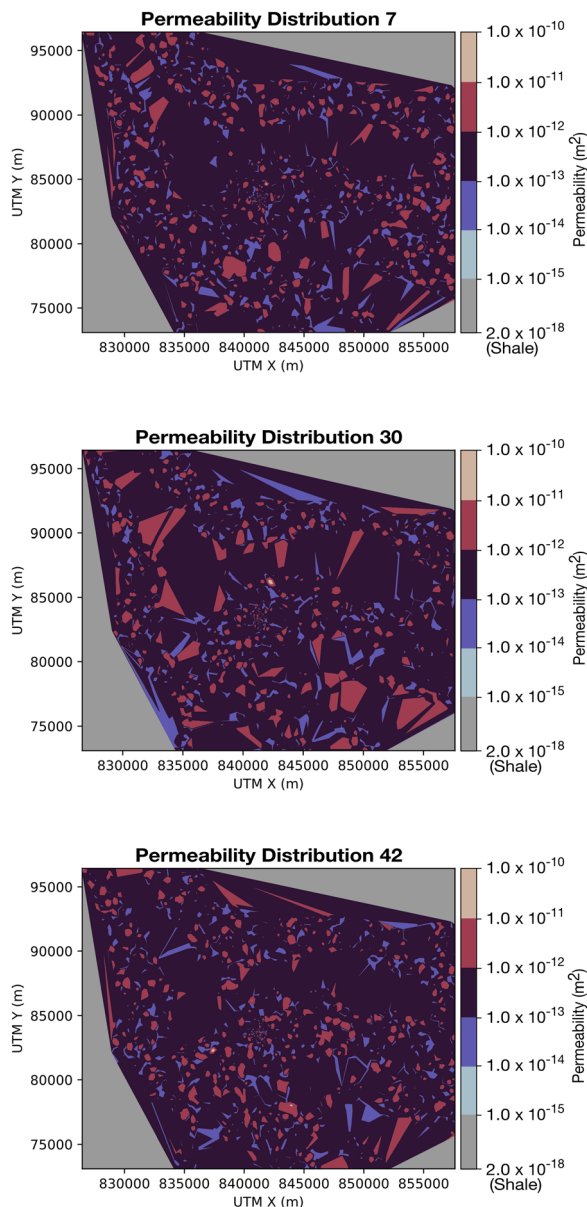 Permeability Distribution 7
95000
90000
85000
80000
75000
830000 835000 840000 845000 850000 855000
UTM X (m)
UTM Y (m)
1.0 x 10⁻¹⁰
1.0 x 10⁻¹¹
1.0 x 10⁻¹²
1.0 x 10⁻¹³
1.0 x 10⁻¹⁴
1.0 x 10⁻¹⁵
2.0 x 10⁻¹⁸
(Shale)
Permeability (m²)
Permeability Distribution 30
95000
90000
85000
80000
75000
830000 835000 840000 845000 850000 855000
UTM X (m)
UTM Y (m)
1.0 x 10⁻¹⁰
1.0 x 10⁻¹¹
1.0 x 10⁻¹²
1.0 x 10⁻¹³
1.0 x 10⁻¹⁴
1.0 x 10⁻¹⁵
2.0 x 10⁻¹⁸
(Shale)
Permeability (m²)
Permeability Distribution 42
95000
90000
85000
80000
75000
830000 835000 840000 845000 850000 855000
UTM X (m)
UTM Y (m)
1.0 x 10⁻¹⁰
1.0 x 10⁻¹¹
1.0 x 10⁻¹²
1.0 x 10⁻¹³
1.0 x 10⁻¹⁴
1.0 x 10⁻¹⁵
2.0 x 10⁻¹⁸
(Shale)
Permeability (m²)